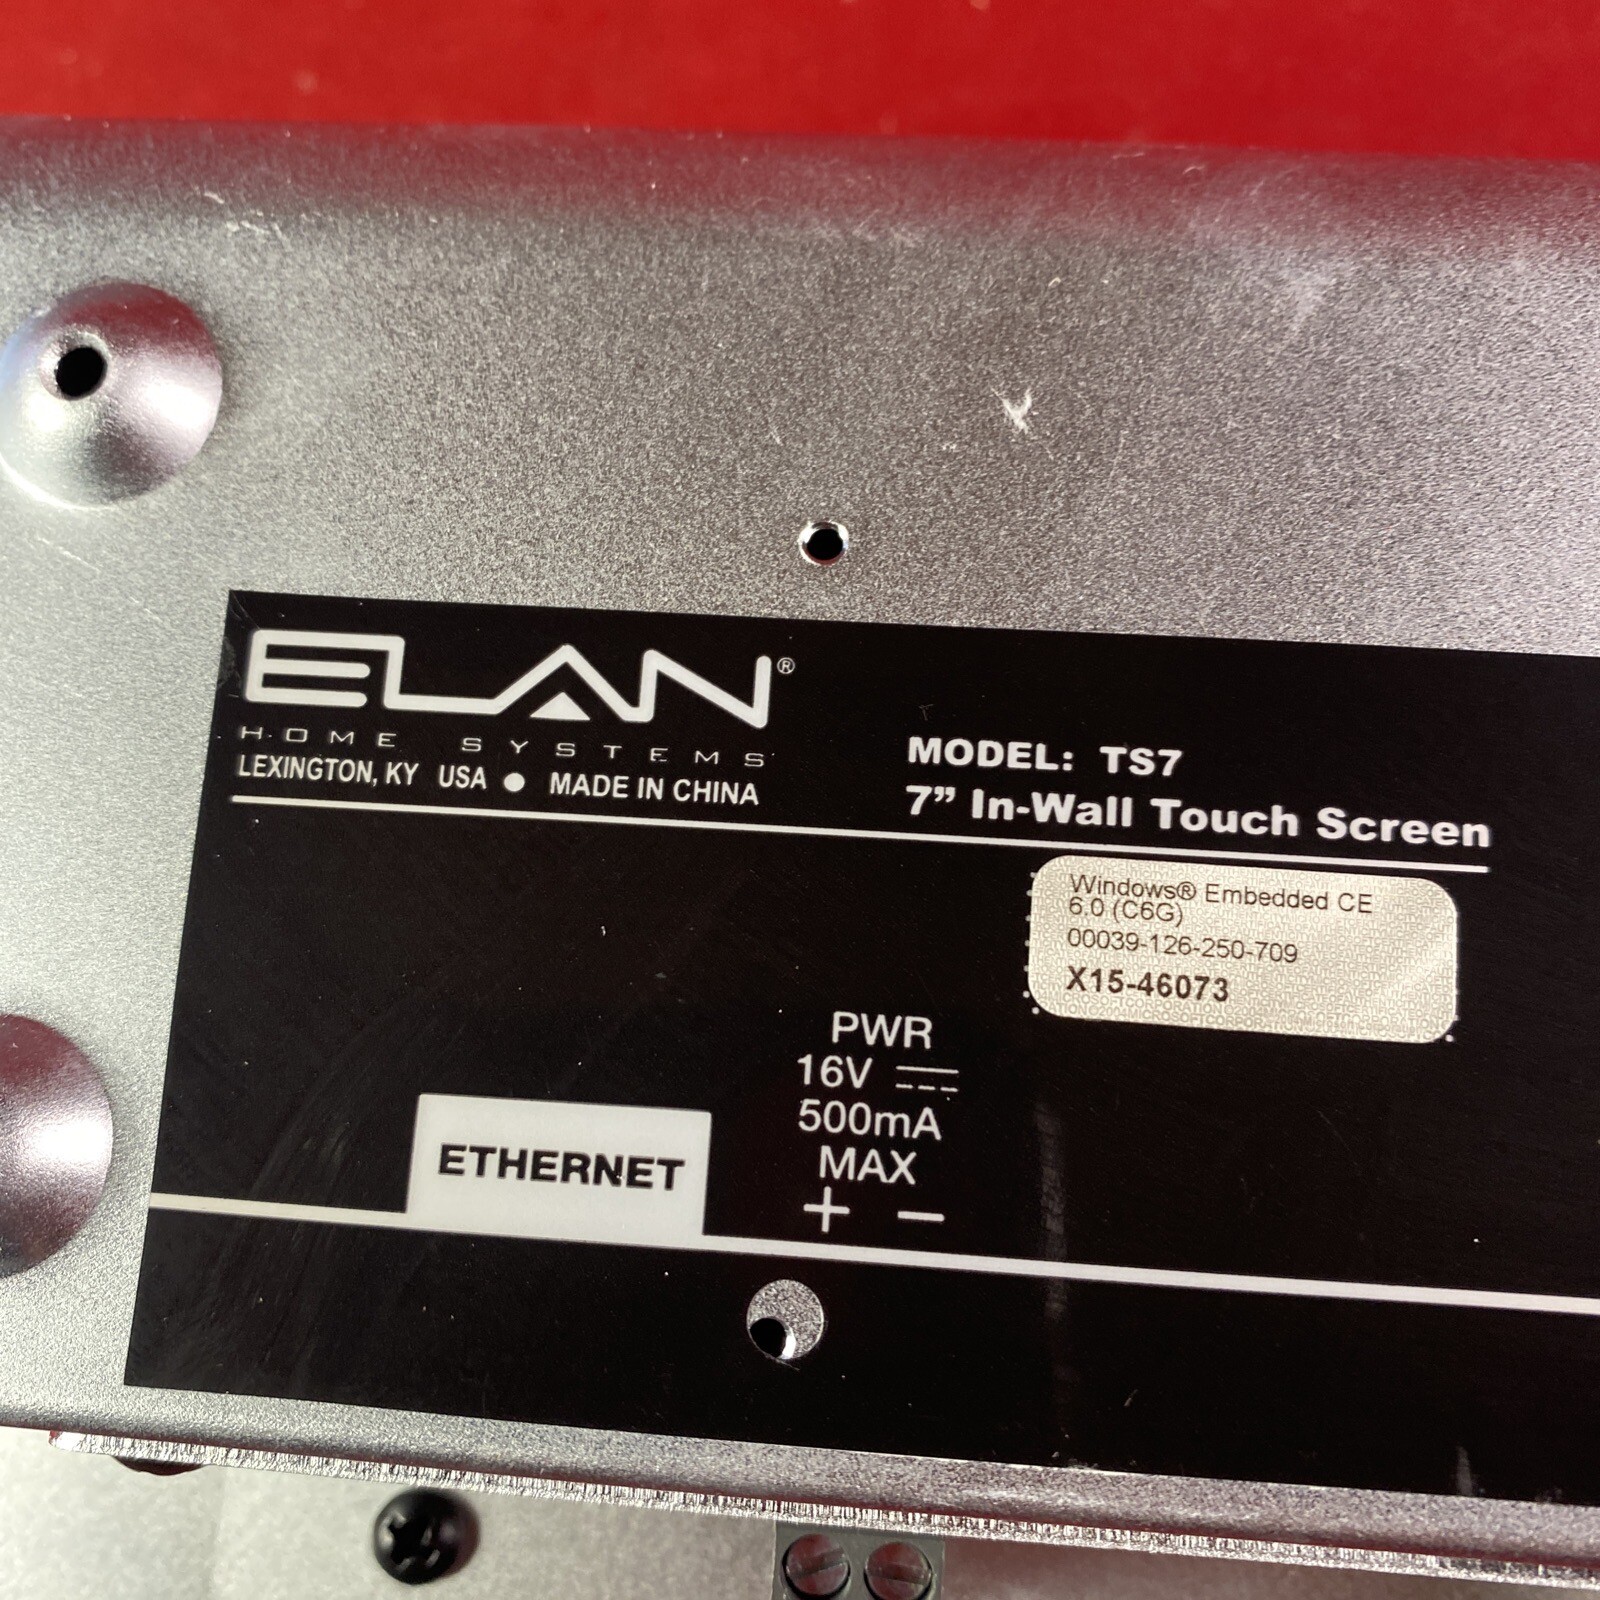 ELAN®
HOME SYSTEMS
LEXINGTON, KY USA ● MADE IN CHINA
MODEL: TS7
7” In-Wall Touch Screen
Windows® Embedded CE
6.0 (C6G)
00039-126-250-709
X15-46073
PWR
16V
500mA
MAX
+ −
ETHERNET